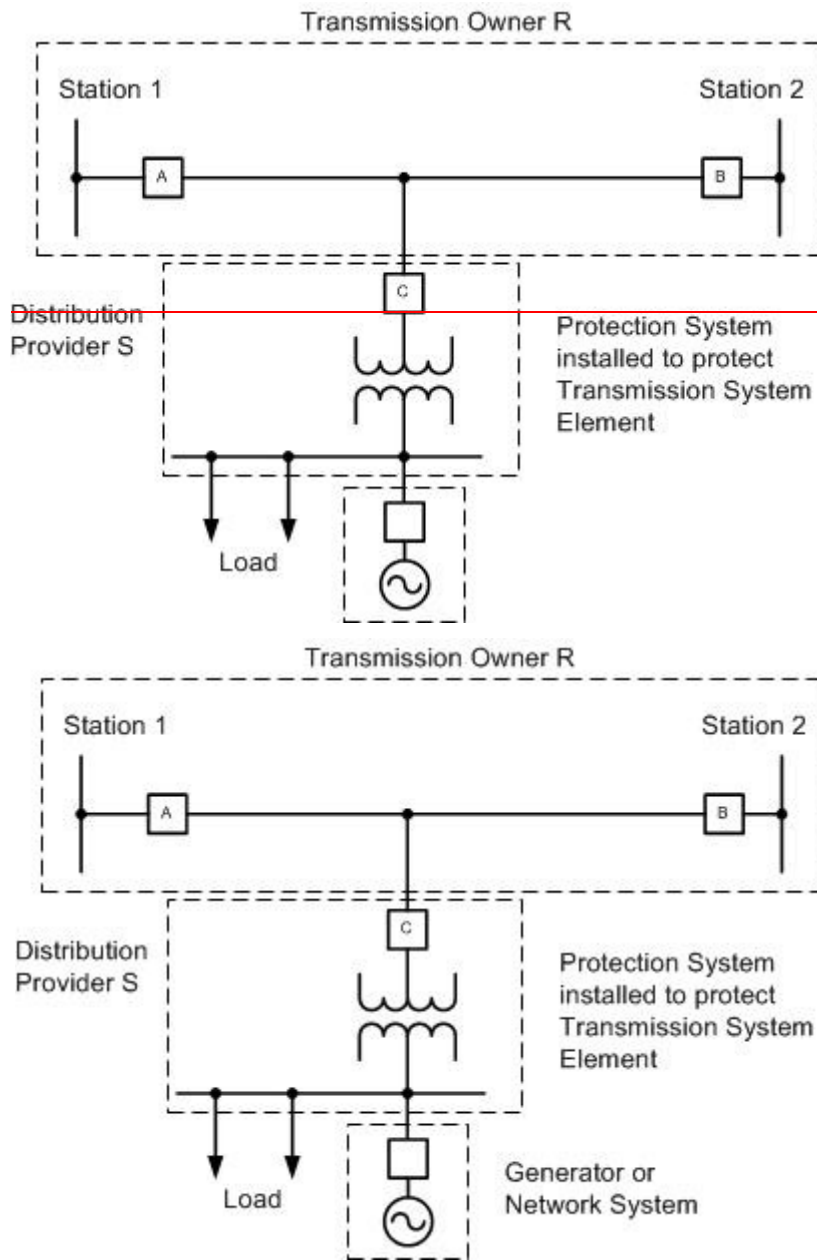 Transmission Owner R
Station 1
Station 2
A
B
C
Distribution
Provider S
Protection System
installed to protect
Transmission System
Element
Load
Transmission Owner R
Station 1
Station 2
A
B
C
Distribution
Provider S
Protection System
installed to protect
Transmission System
Element
Load
Generator or
Network System